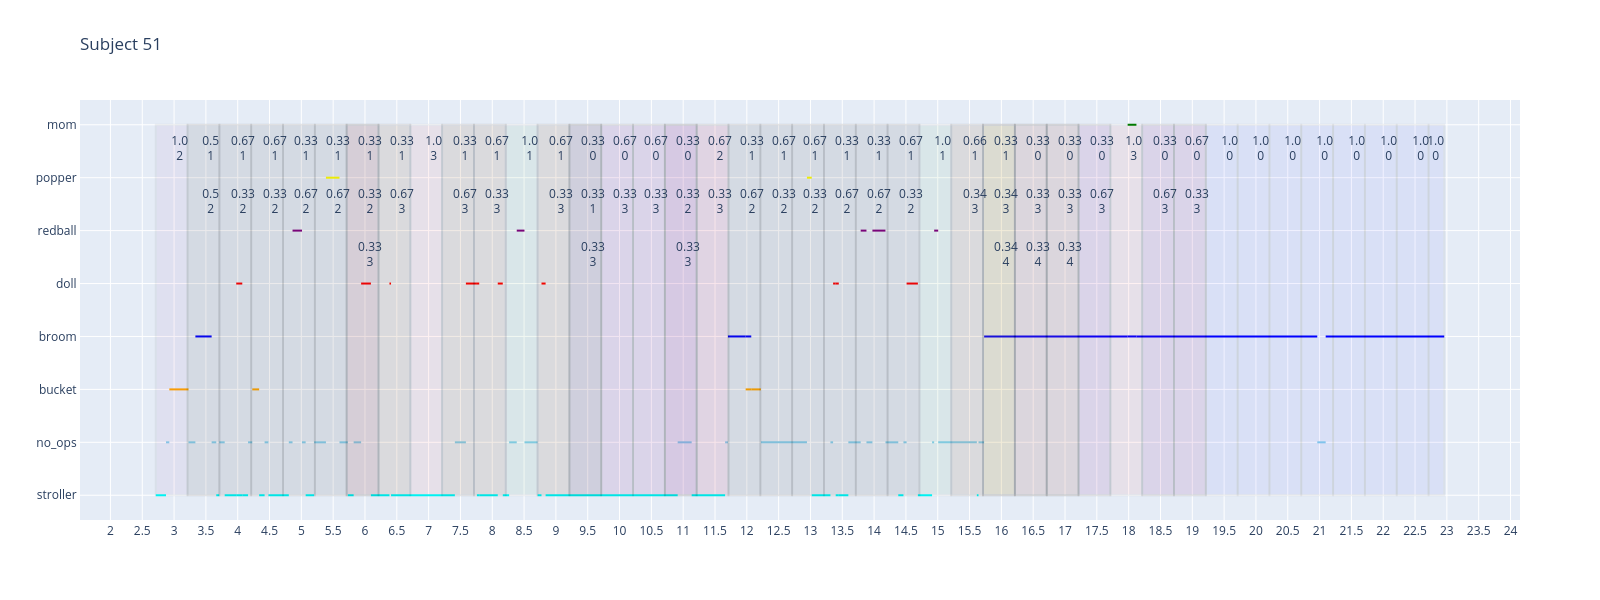 Subject 51
mom
1.0 0.5 0.67 0.67 0.33 0.33 0.33 0.33 1.0 0.33 0.67 1.0 0.67 0.33 0.67 0.67 0.33 0.67 0.33 0.67 0.67 0.33 0.33 0.67 1.0 0.66 0.33 0.33 0.33 0.33 1.0 0.33 0.67 1.0 1.0 1.0 1.0 1.0 1.0 1.0 1.0
2 1 1 1 1 1 1 1 3 1 1 1 1 0 0 0 0 2 1 1 1 1 1 1 1 1 1 0 0 0 3 0 0 0 0 0 0 0 0 0 0
popper
0.5 0.33 0.33 0.67 0.67 0.33 0.67 0.67 0.33 0.33 0.33 0.33 0.33 0.33 0.33 0.67 0.33 0.33 0.67 0.67 0.33 0.34 0.34 0.33 0.33 0.67 0.67 0.33
2 2 2 2 2 2 3 3 3 3 1 3 3 2 3 2 2 2 2 2 2 3 3 3 3 3 3 3
redball
0.33 0.33 0.33 0.34 0.33 0.33
3 3 3 4 4 4
doll
broom
bucket
no_ops
stroller
2 2.5 3 3.5 4 4.5 5 5.5 6 6.5 7 7.5 8 8.5 9 9.5 10 10.5 11 11.5 12 12.5 13 13.5 14 14.5 15 15.5 16 16.5 17 17.5 18 18.5 19 19.5 20 20.5 21 21.5 22 22.5 23 23.5 24